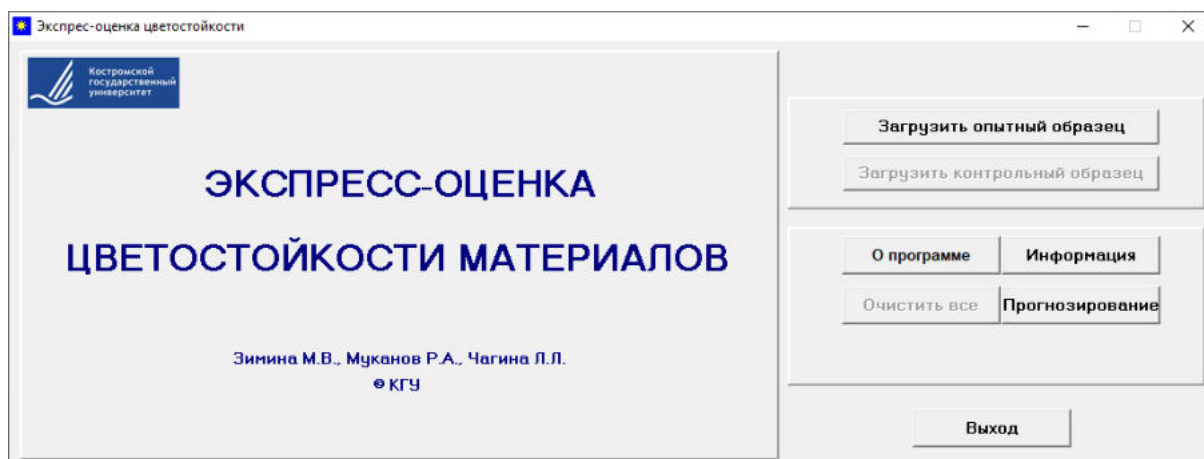 Экспрес-оценка цветостойкости
Костромской
государственный
университет
ЭКСПРЕСС-ОЦЕНКА
ЦВЕТОСТОЙКОСТИ МАТЕРИАЛОВ
Зимина М.В., Муканов Р.А., Чагина Л.Л.
© КГУ
Загрузить опытный образец
Загрузить контрольный образец
О программе Информация
Очистить все Прогнозирование
Выход